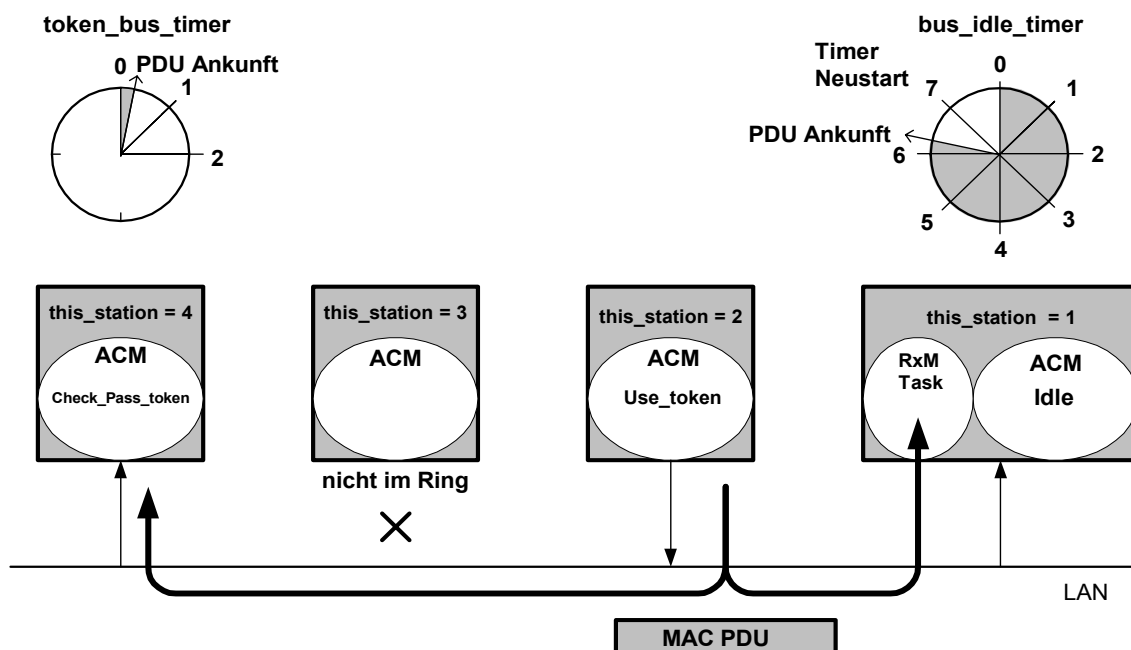 token_bus_timer
0
PDU Ankunft
1
2
bus_idle_timer
Timer
Neustart
0
7
1
PDU Ankunft
6
2
5
3
4
this_station = 4
ACM
Check_Pass_token
this_station = 3
ACM
nicht im Ring
this_station = 2
ACM
Use_token
this_station = 1
RxM
Task
ACM
Idle
LAN
MAC PDU